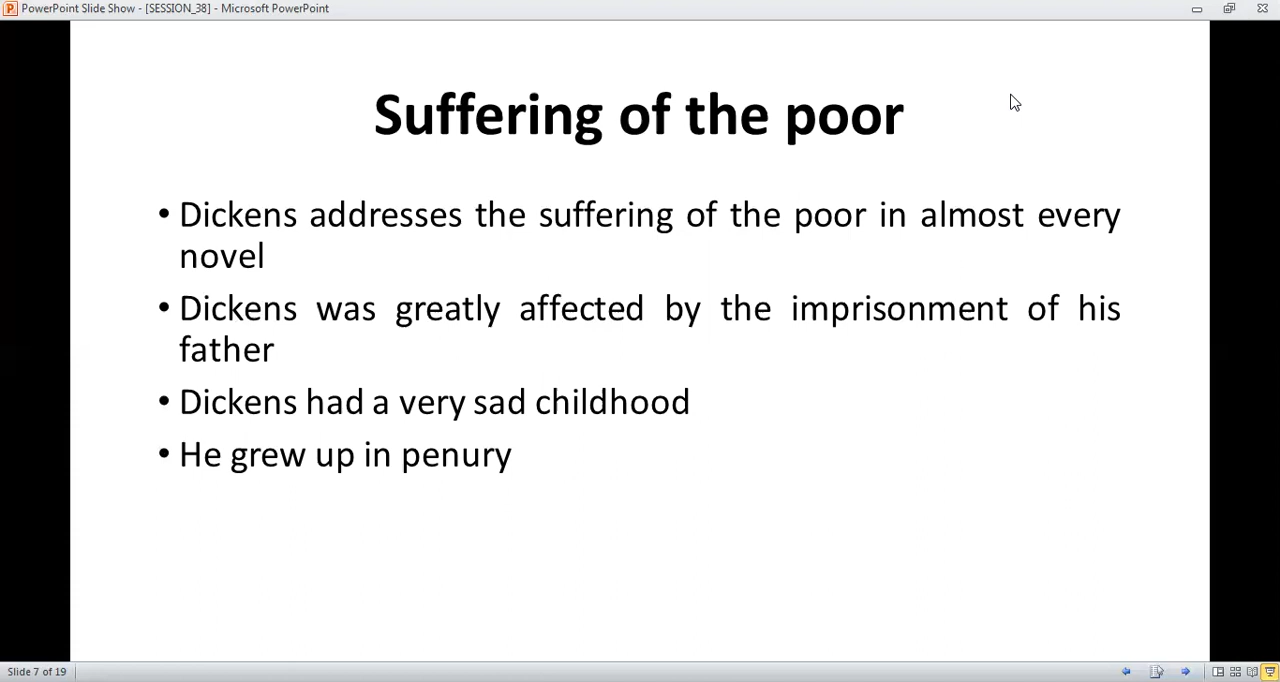 PowerPoint Slide Show - [SESSION_38] - Microsoft PowerPoint
Suffering of the poor
• Dickens addresses the suffering of the poor in almost every
novel
• Dickens was greatly affected by the imprisonment of his
father
• Dickens had a very sad childhood
• He grew up in penury
Slide 7 of 19